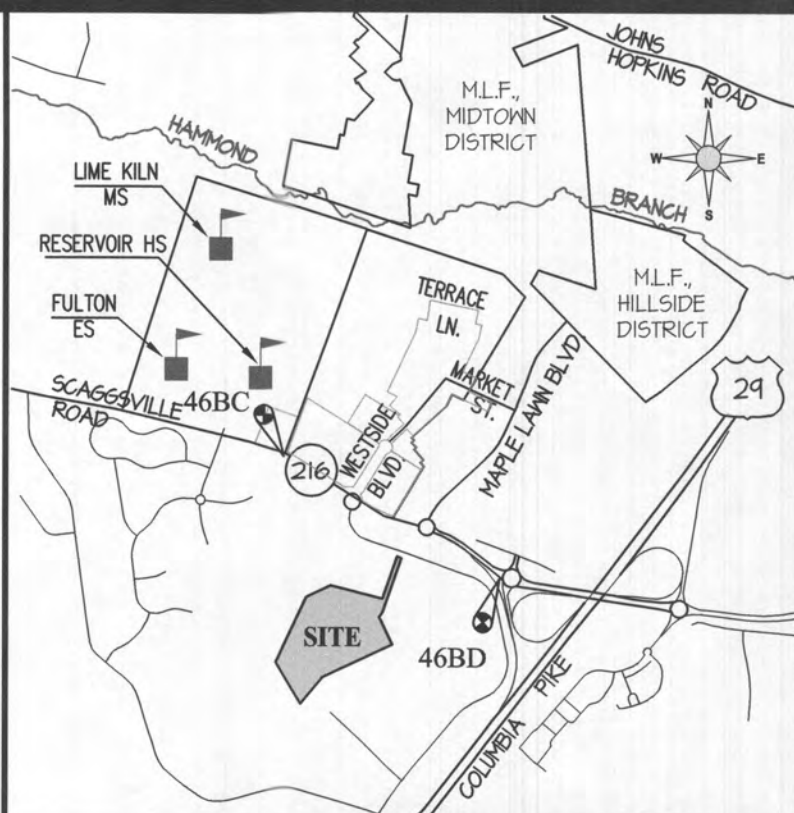 JOHNS
HOPKINS ROAD
M.L.F.,
MIDTOWN
DISTRICT
N
W
E
S
HAMMOND
BRANCH
LIME KILN
MS
RESERVOIR HS
FULTON
ES
TERRACE
LN.
M.L.F.,
HILLSIDE
DISTRICT
MARKET
ST.
MAPLE LAWN BLVD
29
SCAGGSVILLE
ROAD
46BC
WESTSIDE
BLVD
216
SITE
46BD
COLUMBIA PIKE